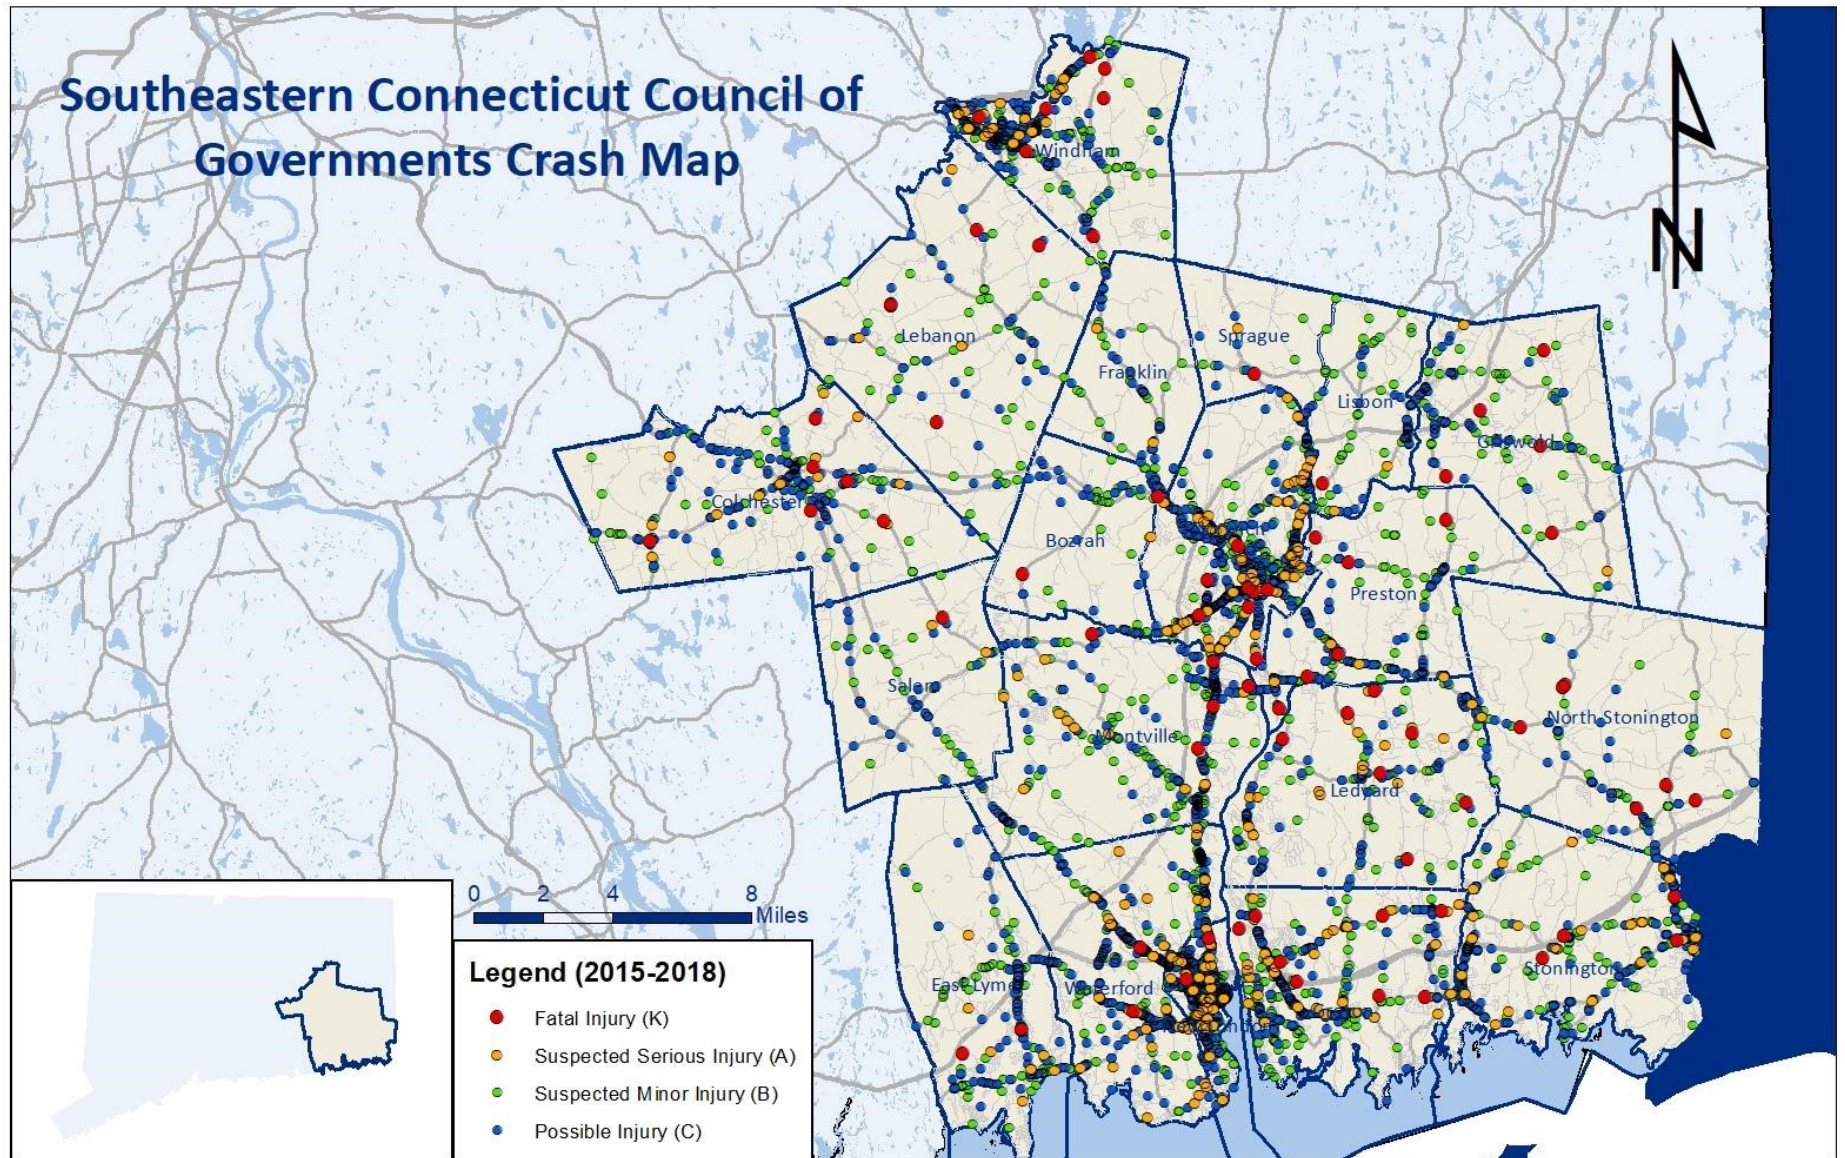 Southeastern Connecticut Council of
Governments Crash Map
N
Windham
Lebanon
Sprague
Franklin
Lisbon
Griswold
Colchester
Bozrah
Preston
Salem
North Stonington
Montville
Ledyard
0 2 4 8
Miles
Legend (2015-2018)
Fatal Injury (K)
Suspected Serious Injury (A)
Suspected Minor Injury (B)
Possible Injury (C)
Stonington
East Lyme
Waterford
New London